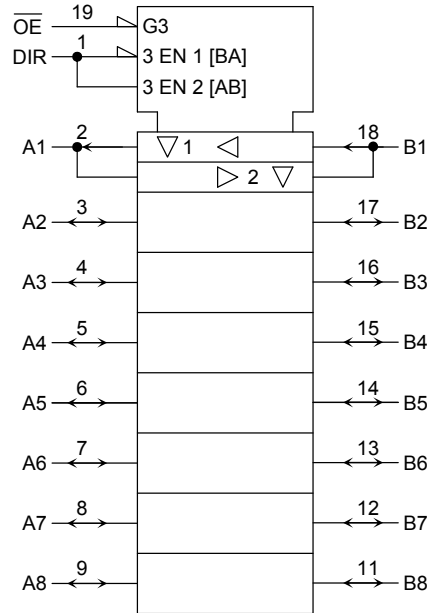 O͞E͞ 19 G3
DIR 1 3 EN 1 [BA]
3 EN 2 [AB]
A1 2 1 18 B1
2
A2 3 17 B2
A3 4 16 B3
A4 5 15 B4
A5 6 14 B5
A6 7 13 B6
A7 8 12 B7
A8 9 11 B8